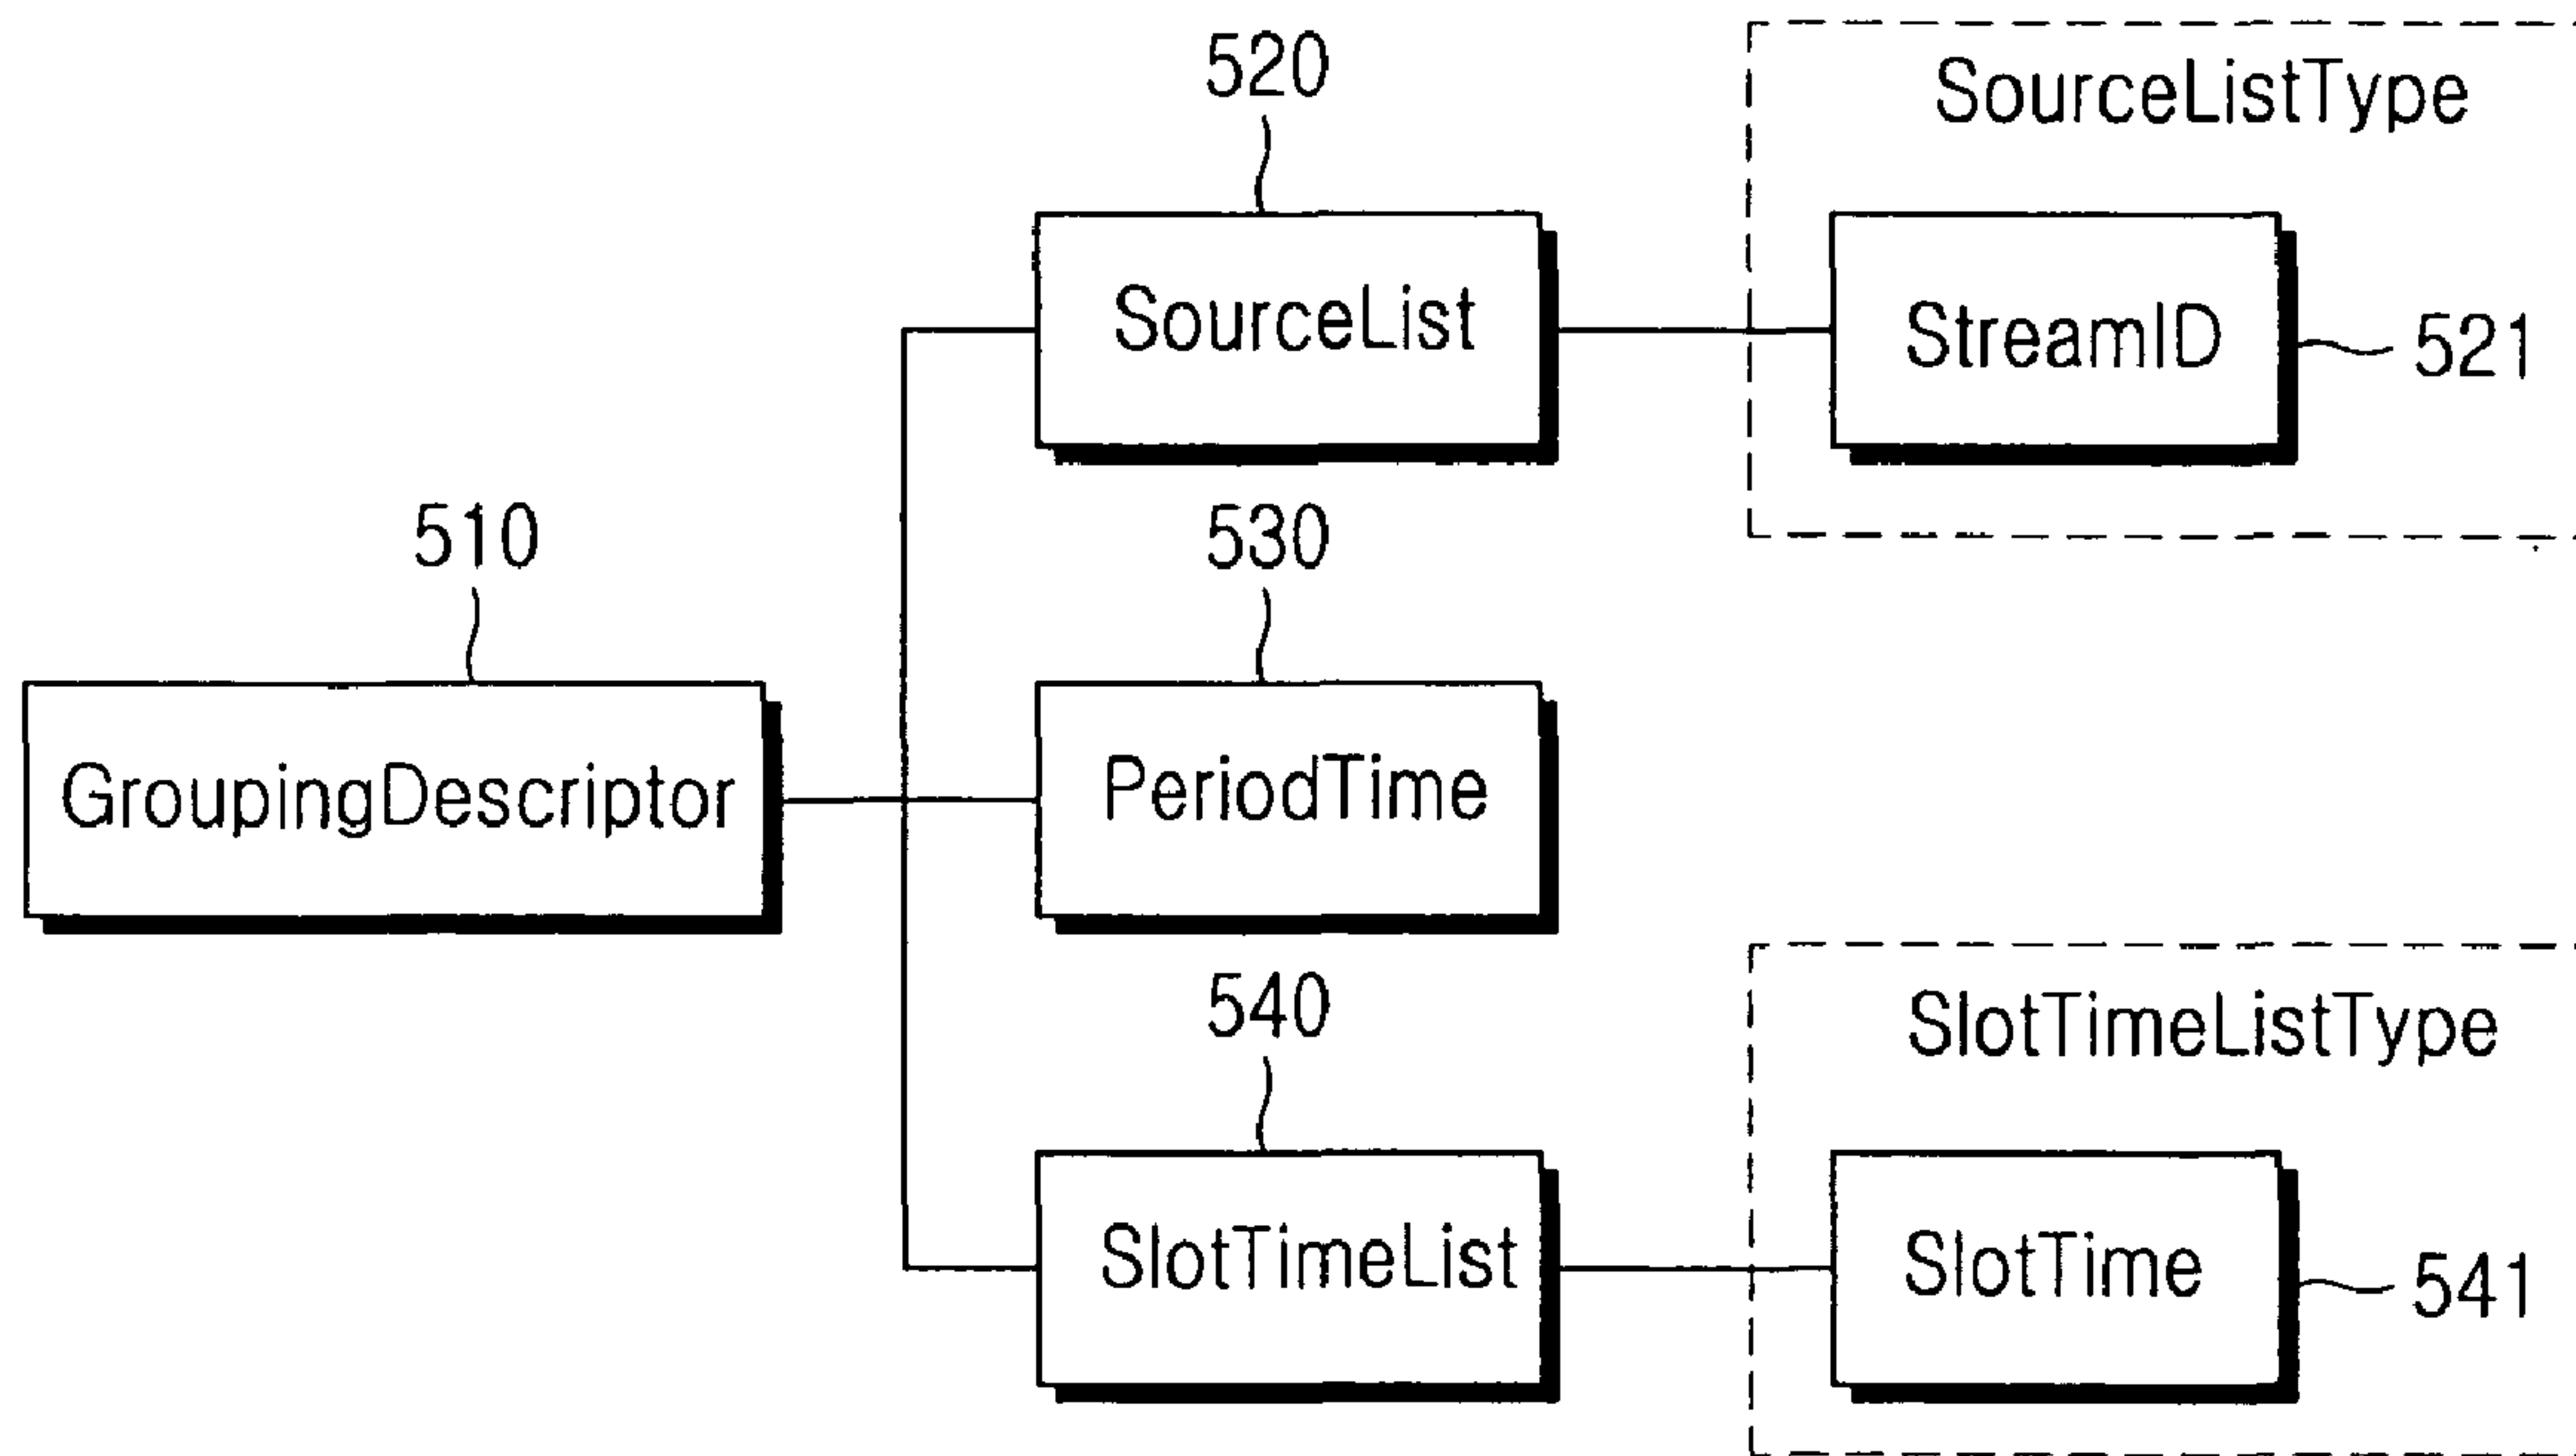 520
SourceListType
SourceList
StreamID
521
510
530
GroupingDescriptor
PeriodTime
540
SlotTimeListType
SlotTimeList
SlotTime
541